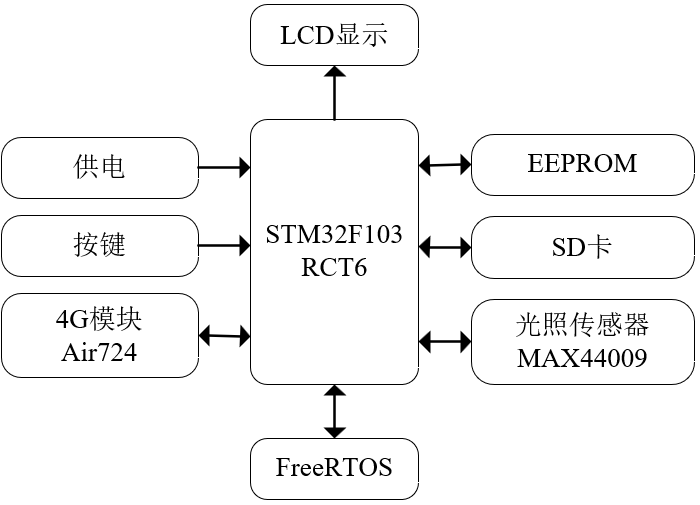 LCD显示
供电
按键
4G模块
Air724
STM32F103
RCT6
EEPROM
SD卡
光照传感器
MAX44009
FreeRTOS